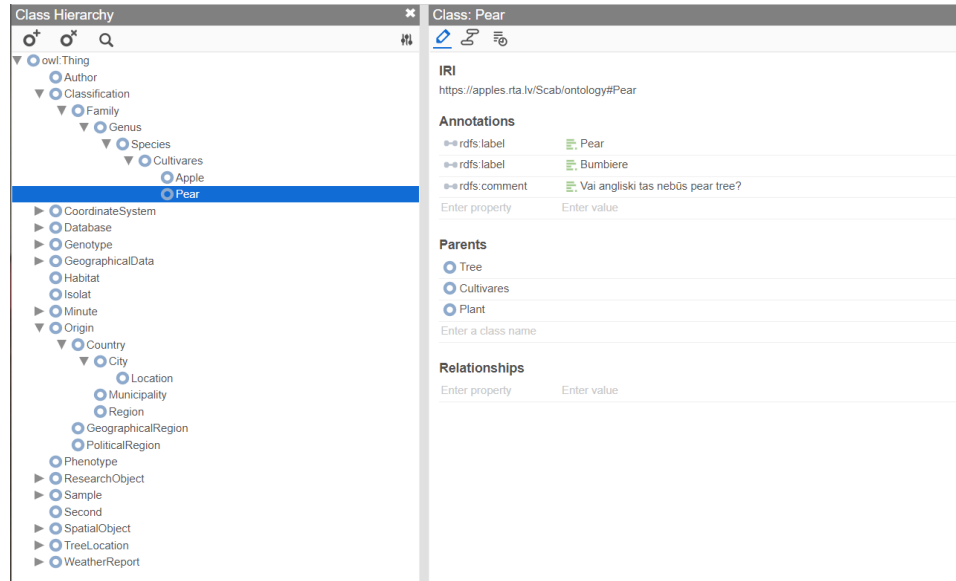 Class Hierarchy
owl:Thing
Author
Classification
Family
Genus
Species
Cultivares
Apple
Pear
CoordinateSystem
Database
Genotype
GeographicalData
Habitat
Isolat
Minute
Origin
Country
City
Location
Municipality
Region
GeographicalRegion
PoliticalRegion
Phenotype
ResearchObject
Sample
Second
SpatialObject
TreeLocation
WeatherReport
Class: Pear
IRI
https://apples.rta.lv/Scab/ontology#Pear
Annotations
rdfs:label Pear
rdfs:label Bumbiere
rdfs:comment Vai angliski tas nebūs pear tree?
Enter property Enter value
Parents
Tree
Cultivares
Plant
Enter a class name
Relationships
Enter property Enter value